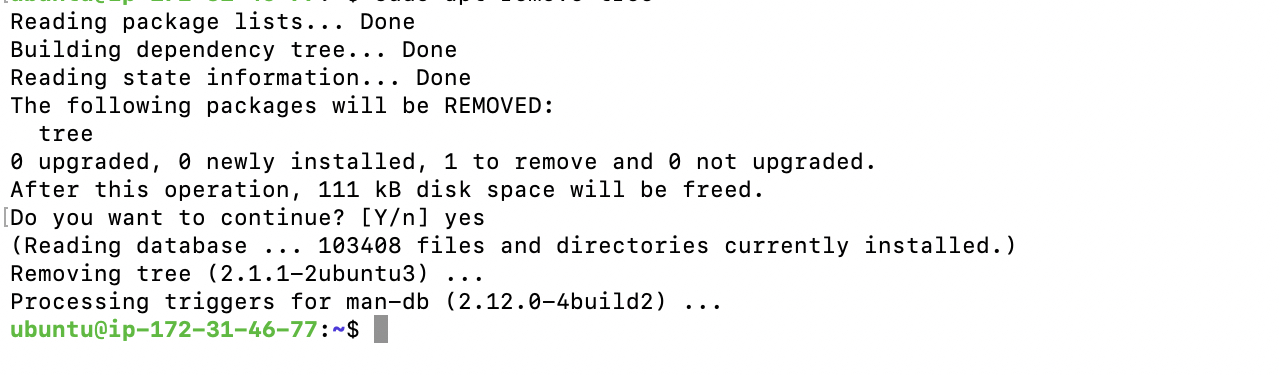 Reading package lists... Done
Building dependency tree... Done
Reading state information... Done
The following packages will be REMOVED:
  tree
0 upgraded, 0 newly installed, 1 to remove and 0 not upgraded.
After this operation, 111 kB disk space will be freed.
[Do you want to continue? [Y/n] yes
(Reading database ... 103408 files and directories currently installed.)
Removing tree (2.1.1-2ubuntu3) ...
Processing triggers for man-db (2.12.0-4build2) ...
ubuntu@ip-172-31-46-77:~$